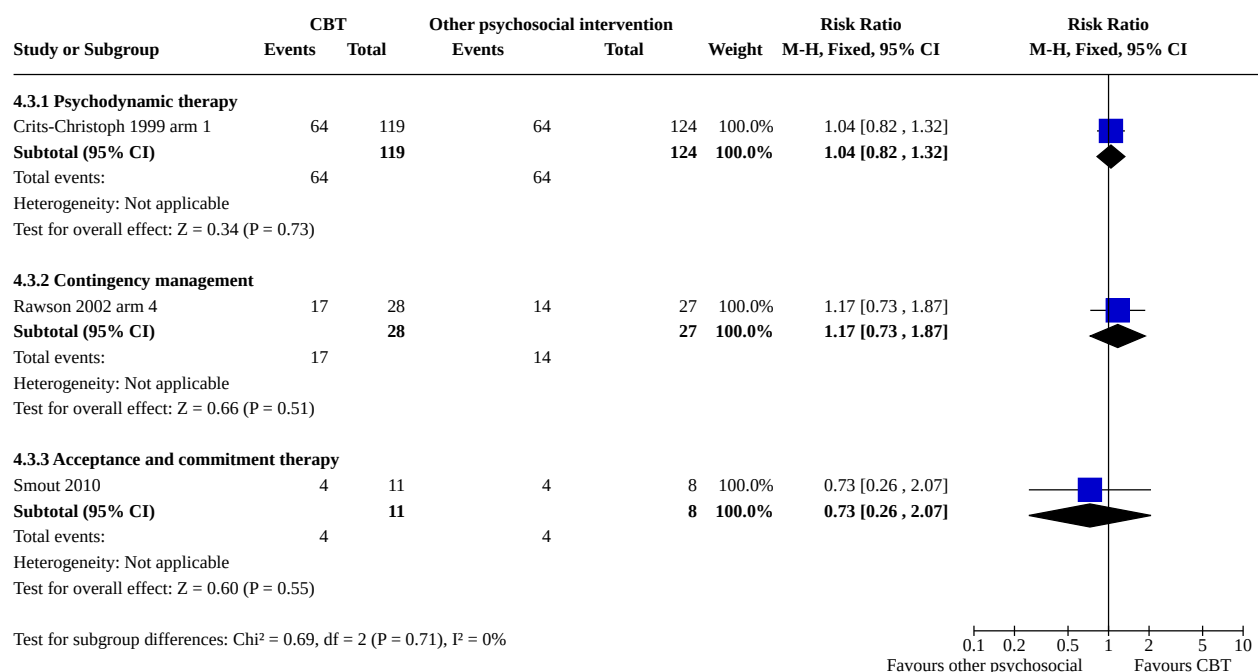 CBT Other psychosocial intervention Risk Ratio Risk Ratio
Study or Subgroup Events Total Events Total Weight M-H, Fixed, 95% CI M-H, Fixed, 95% CI
4.3.1 Psychodynamic therapy
Crits-Christoph 1999 arm 1 64 119 64 124 100.0% 1.04 [0.82 , 1.32]
Subtotal (95% CI) 119 124 100.0% 1.04 [0.82 , 1.32]
Total events: 64 64
Heterogeneity: Not applicable
Test for overall effect: Z = 0.34 (P = 0.73)
4.3.2 Contingency management
Rawson 2002 arm 4 17 28 14 27 100.0% 1.17 [0.73 , 1.87]
Subtotal (95% CI) 28 27 100.0% 1.17 [0.73 , 1.87]
Total events: 17 14
Heterogeneity: Not applicable
Test for overall effect: Z = 0.66 (P = 0.51)
4.3.3 Acceptance and commitment therapy
Smout 2010 4 11 4 8 100.0% 0.73 [0.26 , 2.07]
Subtotal (95% CI) 11 8 100.0% 0.73 [0.26 , 2.07]
Total events: 4 4
Heterogeneity: Not applicable
Test for overall effect: Z = 0.60 (P = 0.55)
Test for subgroup differences: Chi² = 0.69, df = 2 (P = 0.71), I² = 0%
0.1 0.2 0.5 1 2 5 10
Favours other psychosocial Favours CBT